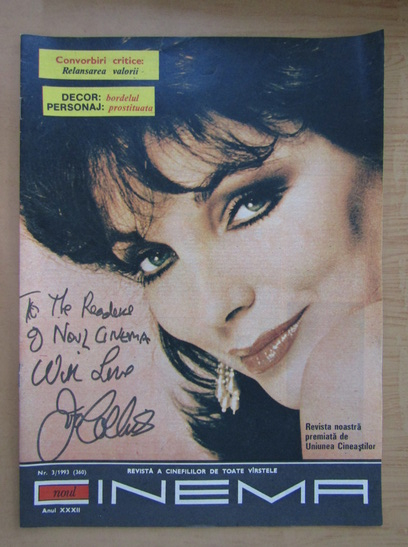 Convorbiri critice:
Relansarea valorii
DECOR: bordelul
PERSONAJ: prostituata
To The Readers
of NOUL CINEMA
With Love
Revista noastră
premiată de
Uniunea Cineaştilor
Nr. 3/1993 (360)
REVISTĂ A CINEFILILOR DE TOATE VÎRSTELE
noul
CINEMA
Anul XXXII